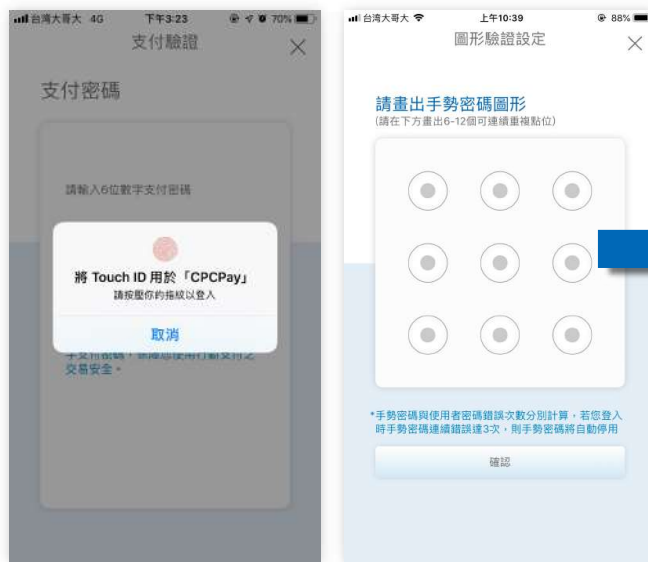 台灣大哥大 4G 下午3:23 70%
支付驗證
支付密碼
請輸入6位數字支付密碼
將 Touch ID 用於「CPCPay」
請按壓你的指紋以登入
取消
交易安全。
台灣大哥大 上午10:39 88%
圖形驗證設定
請畫出手勢密碼圖形
(請在下方畫出6-12個可連續重複點位)
*手勢密碼與使用者密碼錯誤次數分別計算，若您登入
時手勢密碼連續錯誤達3次，則手勢密碼將自動停用
確認